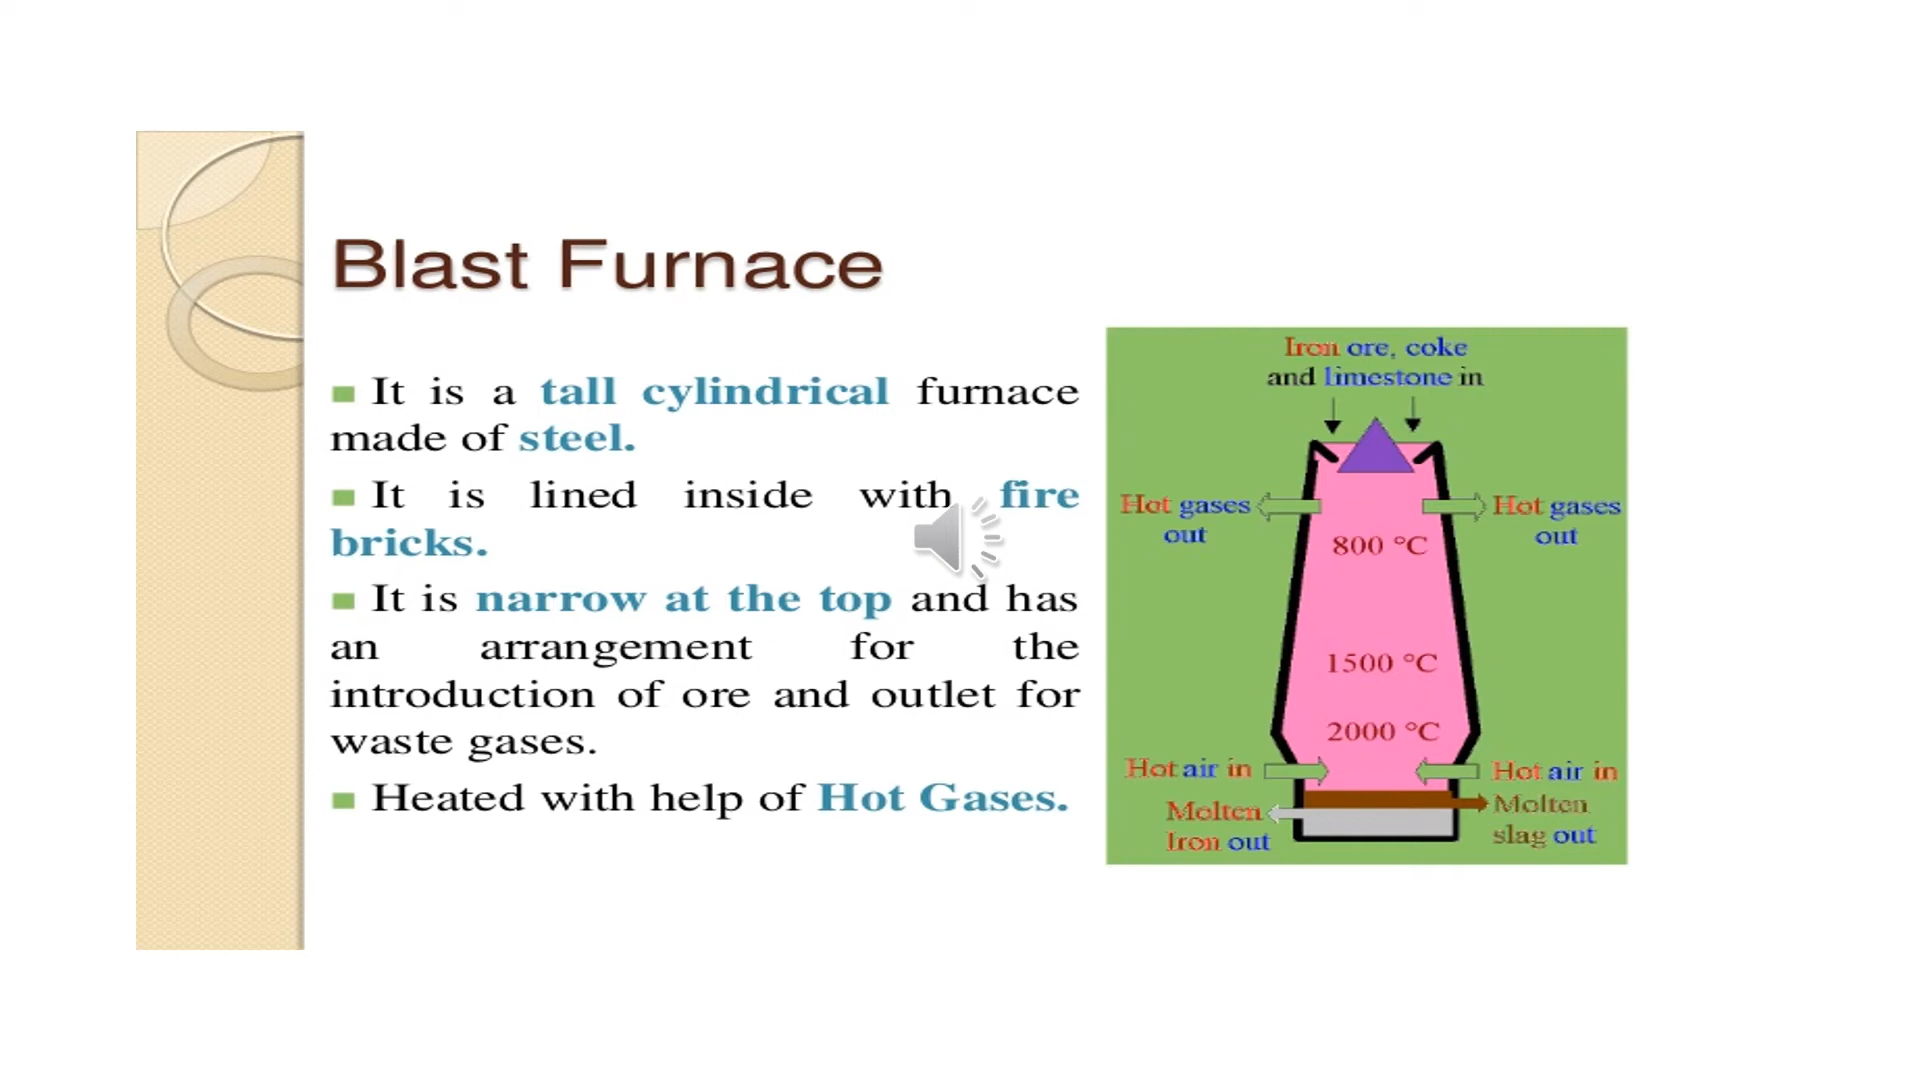 Blast Furnace
It is a tall cylindrical furnace
made of steel.
It is lined inside with fire
bricks.
It is narrow at the top and has
an arrangement for the
introduction of ore and outlet for
waste gases.
Heated with help of Hot Gases.
Iron ore, coke
and limestone in
Hot gases
out
Hot gases
out
800 °C
1500 °C
2000 °C
Hot air in
Hot air in
Molten
Iron out
Molten
slag out